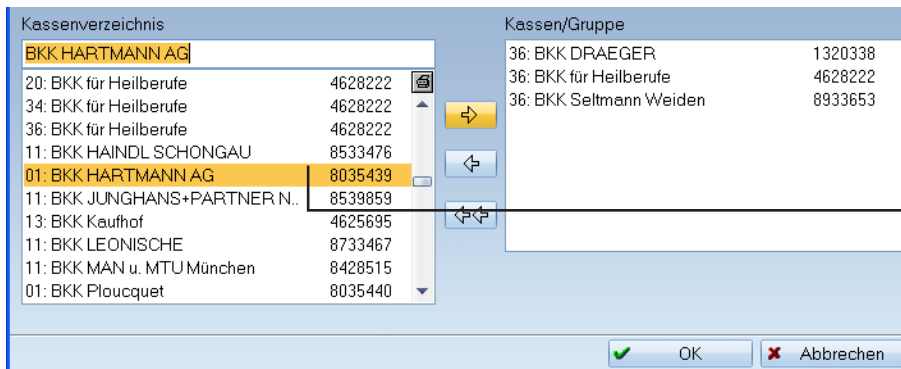 Kassenverzeichnis
BKK HARTMANN AG
20: BKK für Heilberufe 4628222
34: BKK für Heilberufe 4628222
36: BKK für Heilberufe 4628222
11: BKK HAINDL SCHONGAU 8533476
01: BKK HARTMANN AG 8035439
11: BKK JUNGHANS+PARTNER N.. 8539859
13: BKK Kaufhof 4625695
11: BKK LEONISCHE 8733467
11: BKK MAN u. MTU München 8428515
01: BKK Ploucquet 8035440
Kassen/Gruppe
36: BKK DRAEGER 1320338
36: BKK für Heilberufe 4628222
36: BKK Seltmann Weiden 8933653
OK
Abbrechen